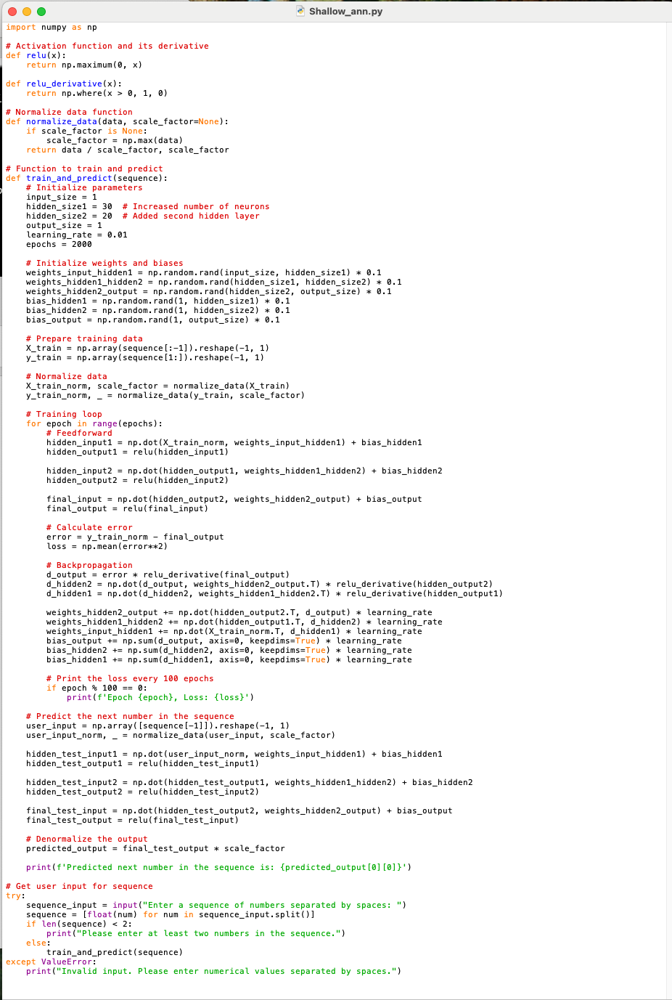 Shallow_ann.py
import numpy as np
# Activation function and its derivative
def relu(x):
    return np.maximum(0, x)
def relu_derivative(x):
    return np.where(x > 0, 1, 0)
# Normalize data function
def normalize_data(data, scale_factor=None):
    if scale_factor is None:
        scale_factor = np.max(data)
    return data / scale_factor, scale_factor
# Function to train and predict
def train_and_predict(sequence):
    # Initialize parameters
    input_size = 1
    hidden_size1 = 30  # Increased number of neurons
    hidden_size2 = 20  # Added second hidden layer
    output_size = 1
    learning_rate = 0.01
    epochs = 2000
    # Initialize weights and biases
    weights_input_hidden1 = np.random.rand(input_size, hidden_size1) * 0.1
    weights_hidden1_hidden2 = np.random.rand(hidden_size1, hidden_size2) * 0.1
    weights_hidden2_output = np.random.rand(hidden_size2, output_size) * 0.1
    bias_hidden1 = np.random.rand(1, hidden_size1) * 0.1
    bias_hidden2 = np.random.rand(1, hidden_size2) * 0.1
    bias_output = np.random.rand(1, output_size) * 0.1
    # Prepare training data
    X_train = np.array(sequence[:-1]).reshape(-1, 1)
    y_train = np.array(sequence[1:]).reshape(-1, 1)
    # Normalize data
    X_train_norm, scale_factor = normalize_data(X_train)
    y_train_norm, _ = normalize_data(y_train, scale_factor)
    # Training loop
    for epoch in range(epochs):
        # Feedforward
        hidden_input1 = np.dot(X_train_norm, weights_input_hidden1) + bias_hidden1
        hidden_output1 = relu(hidden_input1)
        hidden_input2 = np.dot(hidden_output1, weights_hidden1_hidden2) + bias_hidden2
        hidden_output2 = relu(hidden_input2)
        final_input = np.dot(hidden_output2, weights_hidden2_output) + bias_output
        final_output = relu(final_input)
        # Calculate error
        error = y_train_norm - final_output
        loss = np.mean(error**2)
        # Backpropagation
        d_output = error * relu_derivative(final_output)
        d_hidden2 = np.dot(d_output, weights_hidden2_output.T) * relu_derivative(hidden_output2)
        d_hidden1 = np.dot(d_hidden2, weights_hidden1_hidden2.T) * relu_derivative(hidden_output1)
        weights_hidden2_output += np.dot(hidden_output2.T, d_output) * learning_rate
        weights_hidden1_hidden2 += np.dot(hidden_output1.T, d_hidden2) * learning_rate
        weights_input_hidden1 += np.dot(X_train_norm.T, d_hidden1) * learning_rate
        bias_output += np.sum(d_output, axis=0, keepdims=True) * learning_rate
        bias_hidden2 += np.sum(d_hidden2, axis=0, keepdims=True) * learning_rate
        bias_hidden1 += np.sum(d_hidden1, axis=0, keepdims=True) * learning_rate
        # Print the loss every 100 epochs
        if epoch % 100 == 0:
            print(f'Epoch {epoch}, Loss: {loss}')
    # Predict the next number in the sequence
    user_input = np.array([sequence[-1]]).reshape(-1, 1)
    user_input_norm, _ = normalize_data(user_input, scale_factor)
    hidden_test_input1 = np.dot(user_input_norm, weights_input_hidden1) + bias_hidden1
    hidden_test_output1 = relu(hidden_test_input1)
    hidden_test_input2 = np.dot(hidden_test_output1, weights_hidden1_hidden2) + bias_hidden2
    hidden_test_output2 = relu(hidden_test_input2)
    final_test_input = np.dot(hidden_test_output2, weights_hidden2_output) + bias_output
    final_test_output = relu(final_test_input)
    # Denormalize the output
    predicted_output = final_test_output * scale_factor
    print(f'Predicted next number in the sequence is: {predicted_output[0][0]}')
# Get user input for sequence
try:
    sequence_input = input("Enter a sequence of numbers separated by spaces: ")
    sequence = [float(num) for num in sequence_input.split()]
    if len(sequence) < 2:
        print("Please enter at least two numbers in the sequence.")
    else:
        train_and_predict(sequence)
except ValueError:
    print("Invalid input. Please enter numerical values separated by spaces.")